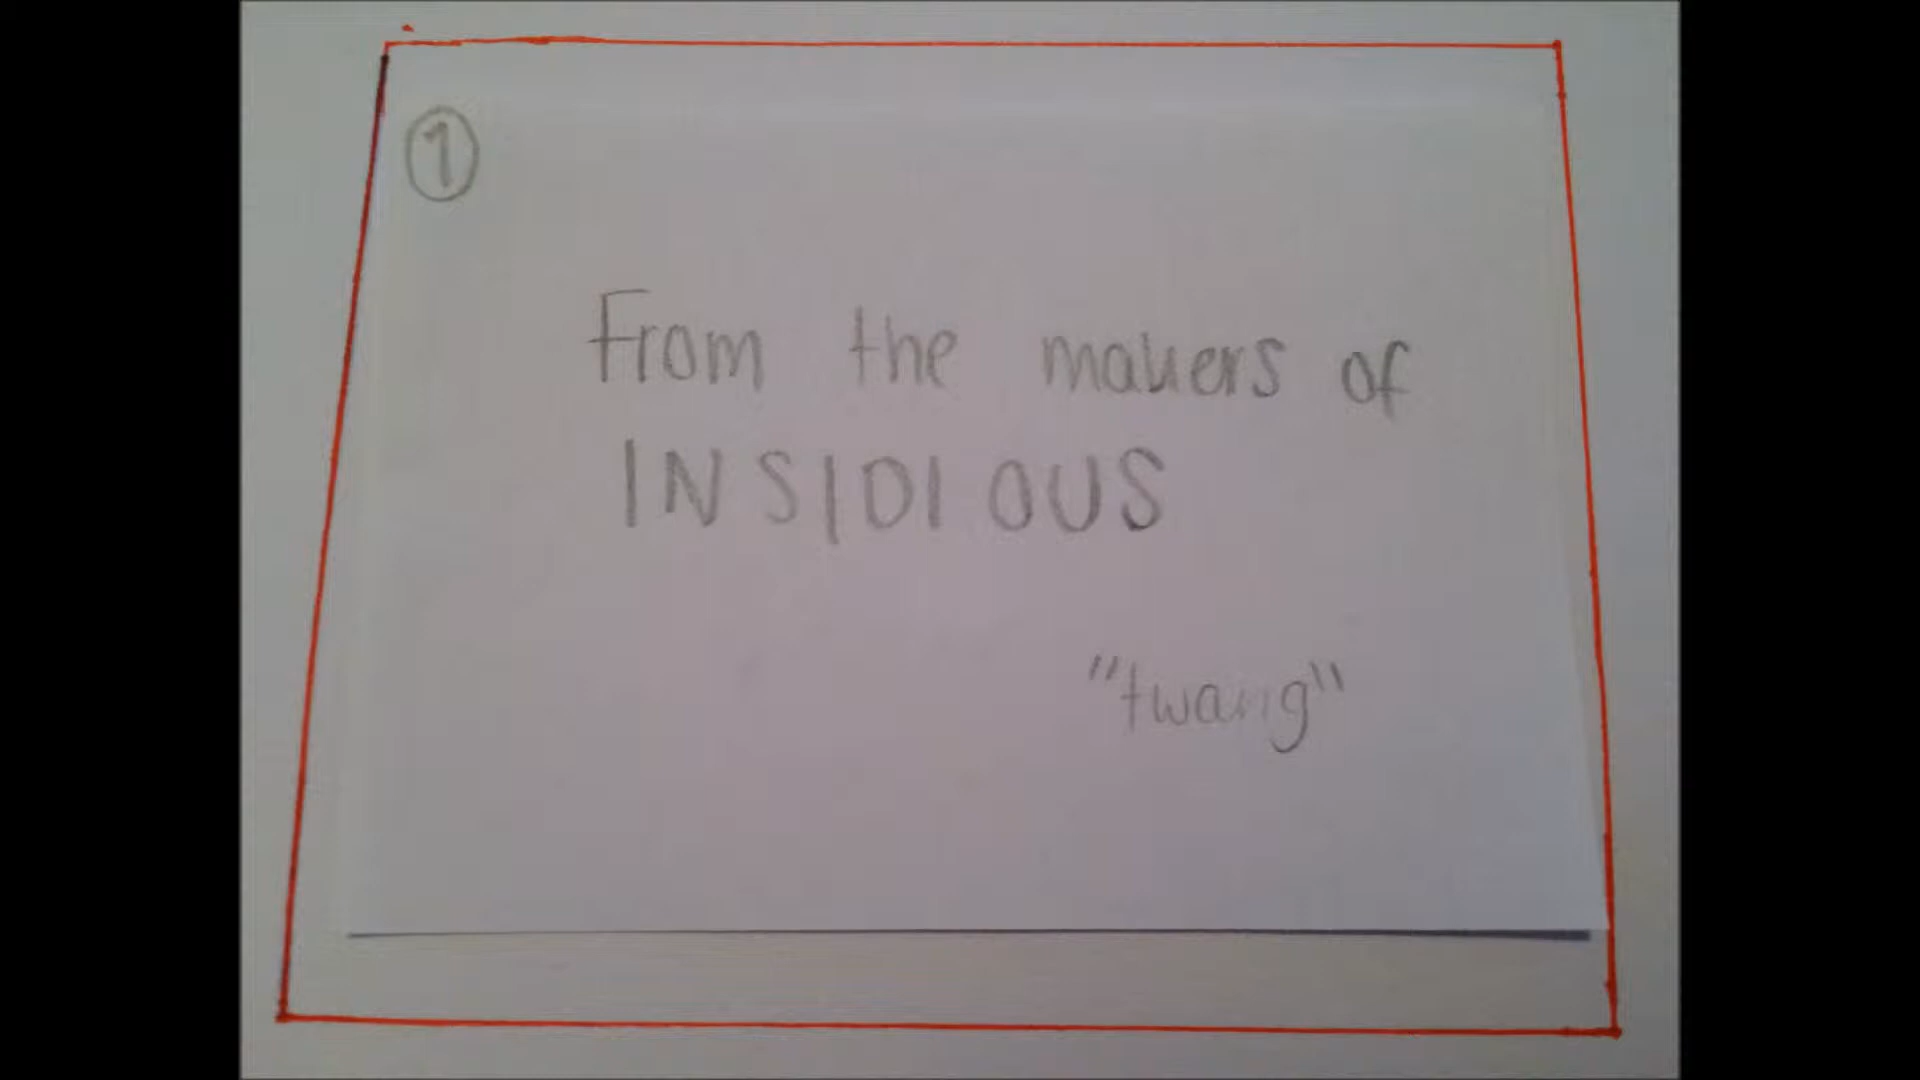 1
From the makers of
INSIDIOUS
"twang"